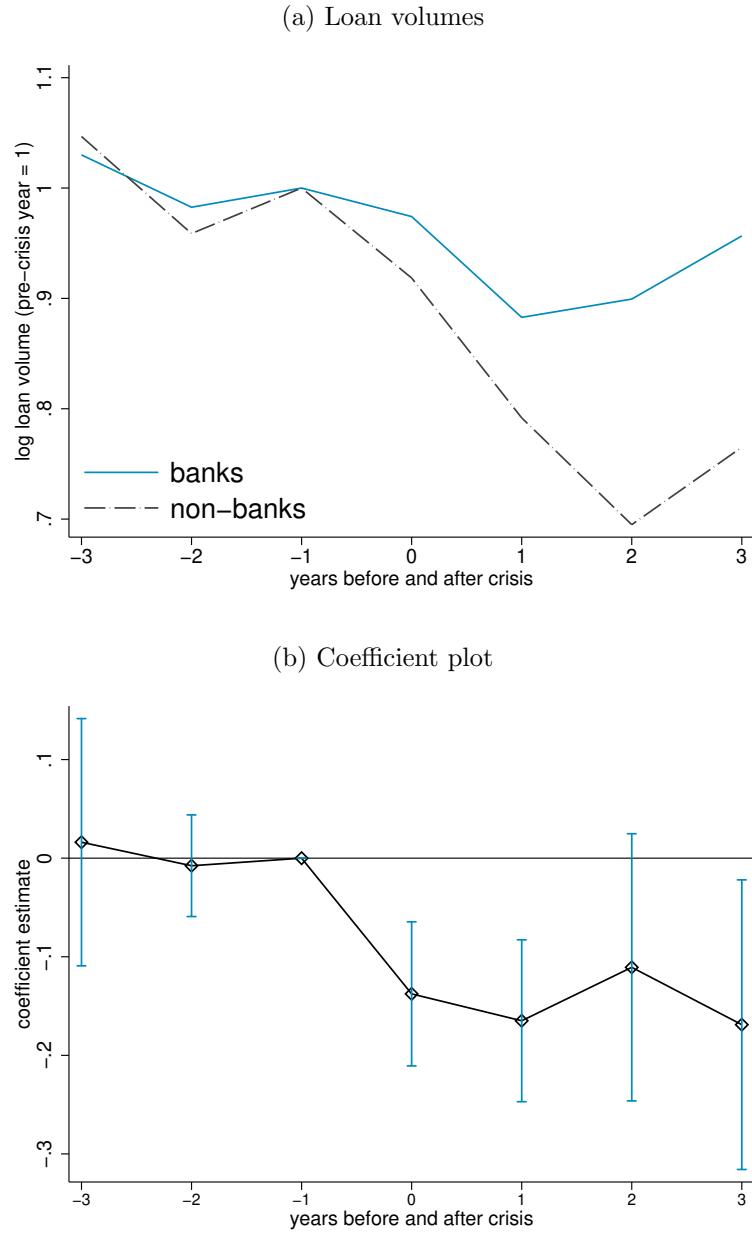 (a) Loan volumes
log loan volume (pre−crisis year = 1)
1.1
1
.9
.8
.7
banks
non−banks
−3 −2 −1 0 1 2 3
years before and after crisis
(b) Coefficient plot
coefficient estimate
.1
0
−.1
−.2
−.3
−3 −2 −1 0 1 2 3
years before and after crisis